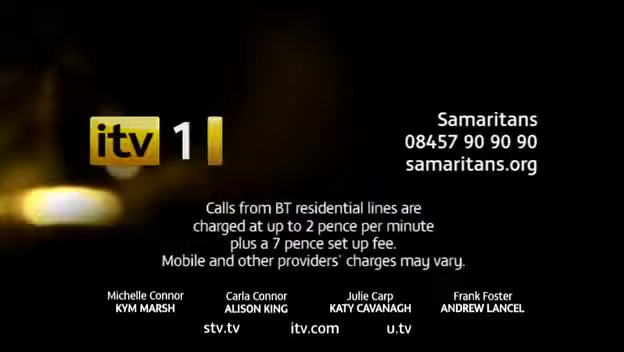 itv 1
Samaritans
08457 90 90 90
samaritans.org
Calls from BT residential lines are
charged at up to 2 pence per minute
plus a 7 pence set up fee.
Mobile and other providers' charges may vary.
Michelle Connor Carla Connor Julie Carp Frank Foster
KYM MARSH ALISON KING KATY CAVANAGH ANDREW LANCEL
stv.tv itv.com u.tv